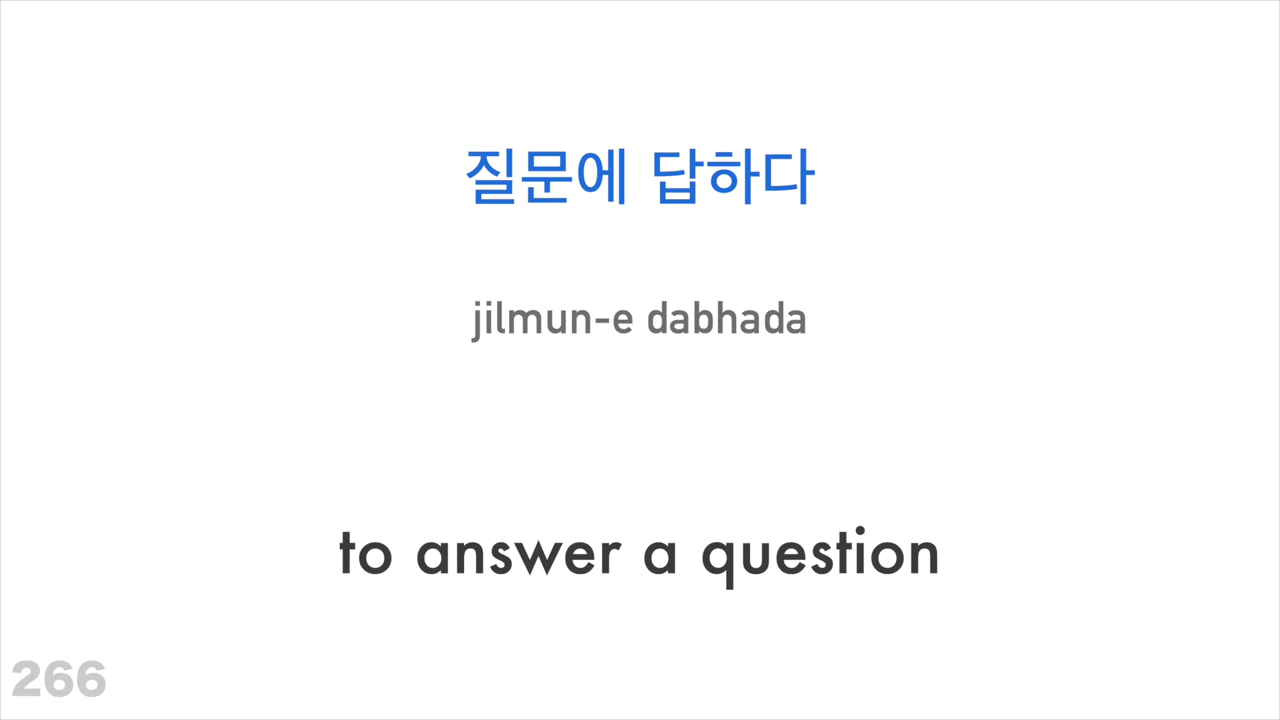 질문에 답하다
jilmun-e dabhada
to answer a question
266